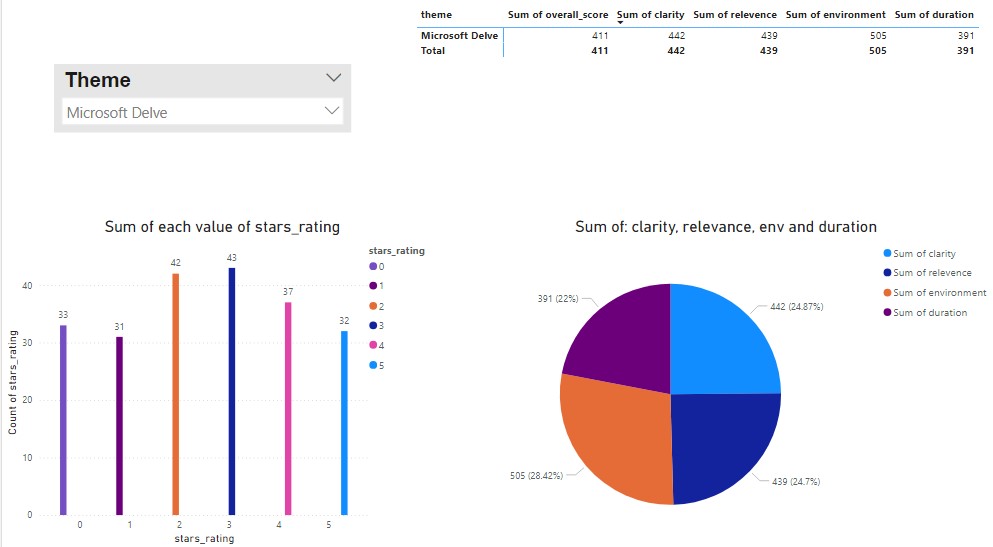 theme Sum of overall_score Sum of clarity Sum of relevence Sum of environment Sum of duration
Microsoft Delve 411 442 439 505 391
Total 411 442 439 505 391
Theme
Microsoft Delve
Sum of each value of stars_rating
stars_rating
0
1
2
3
4
5
Count of stars_rating
40
30
20
10
0
33
31
42
43
37
32
0 1 2 3 4 5
stars_rating
Sum of: clarity, relevance, env and duration
Sum of clarity
Sum of relevence
Sum of environment
Sum of duration
391 (22%)
442 (24.87%)
505 (28.42%)
439 (24.7%)